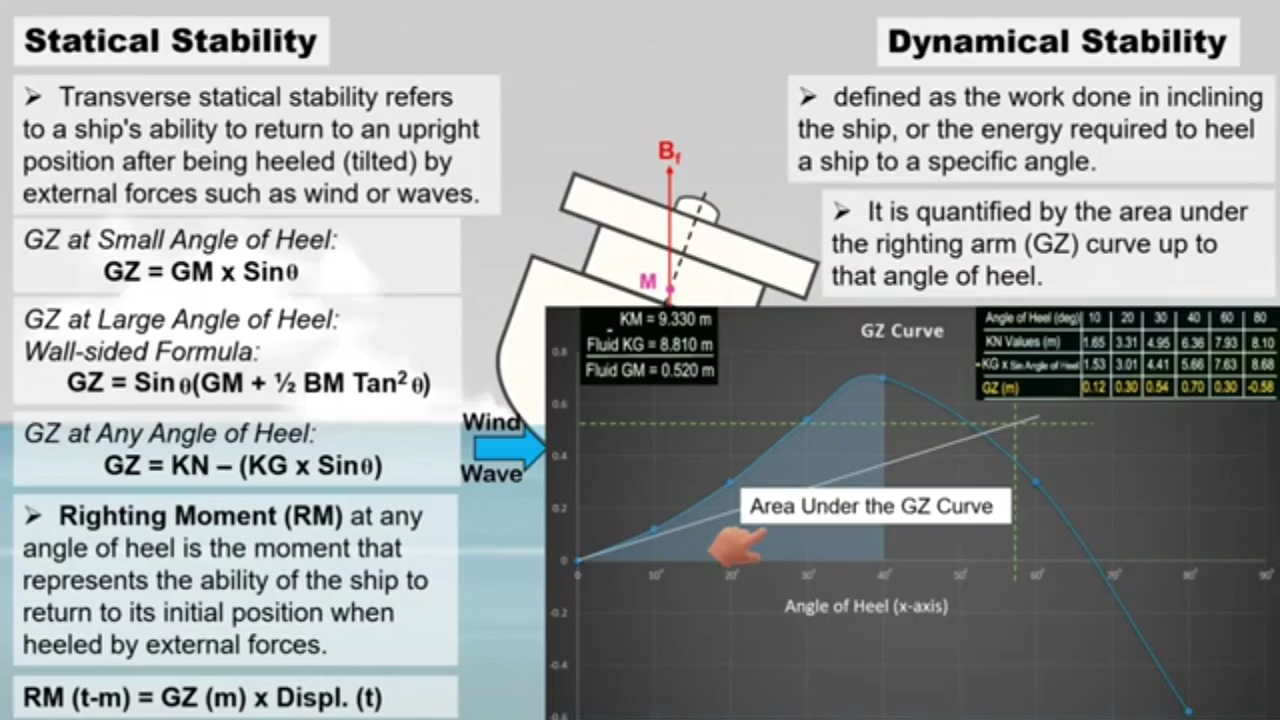 Statical Stability
➢ Transverse statical stability refers
to a ship's ability to return to an upright
position after being heeled (tilted) by
external forces such as wind or waves.
GZ at Small Angle of Heel:
GZ = GM x Sinθ
GZ at Large Angle of Heel:
Wall-sided Formula:
GZ = Sinθ(GM + ½ BM Tan² θ)
GZ at Any Angle of Heel:
GZ = KN – (KG x Sinθ)
➢ Righting Moment (RM) at any
angle of heel is the moment that
represents the ability of the ship to
return to its initial position when
heeled by external forces.
RM (t-m) = GZ (m) x Displ. (t)
Bf
M
Wind
Wave
Dynamical Stability
➢ defined as the work done in inclining
the ship, or the energy required to heel
a ship to a specific angle.
➢ It is quantified by the area under
the righting arm (GZ) curve up to
that angle of heel.
KM = 9.330 m
Fluid KG = 8.810 m
Fluid GM = 0.520 m
GZ Curve
Angle of Heel (deg) 10 20 30 40 60 80
KN Values (m) 1.65 3.31 4.95 6.36 7.93 8.10
KG x Sin Angle of Heel 1.53 3.01 4.41 5.66 7.63 8.68
GZ (m) 0.12 0.30 0.54 0.70 0.30 -0.58
0.8
0.6
0.4
0.2
0
-0.2
-0.4
-0.6
Area Under the GZ Curve
0° 10° 20° 30° 40° 50° 60° 70° 80° 90°
Angle of Heel (x-axis)